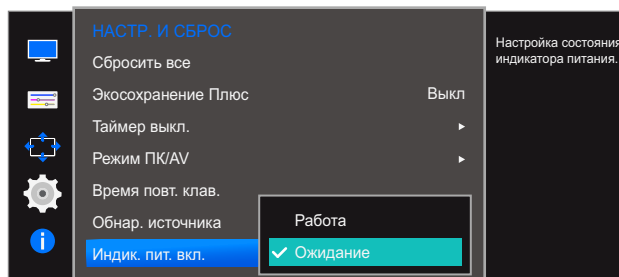 НАСТР. И СБРОС
Сбросить все
Экосохранение Плюс Выкл
Таймер выкл.
Режим ПК/AV
Время повт. клав.
Обнар. источника
Индик. пит. вкл.
Работа
Ожидание
Настройка состояния
индикатора питания.